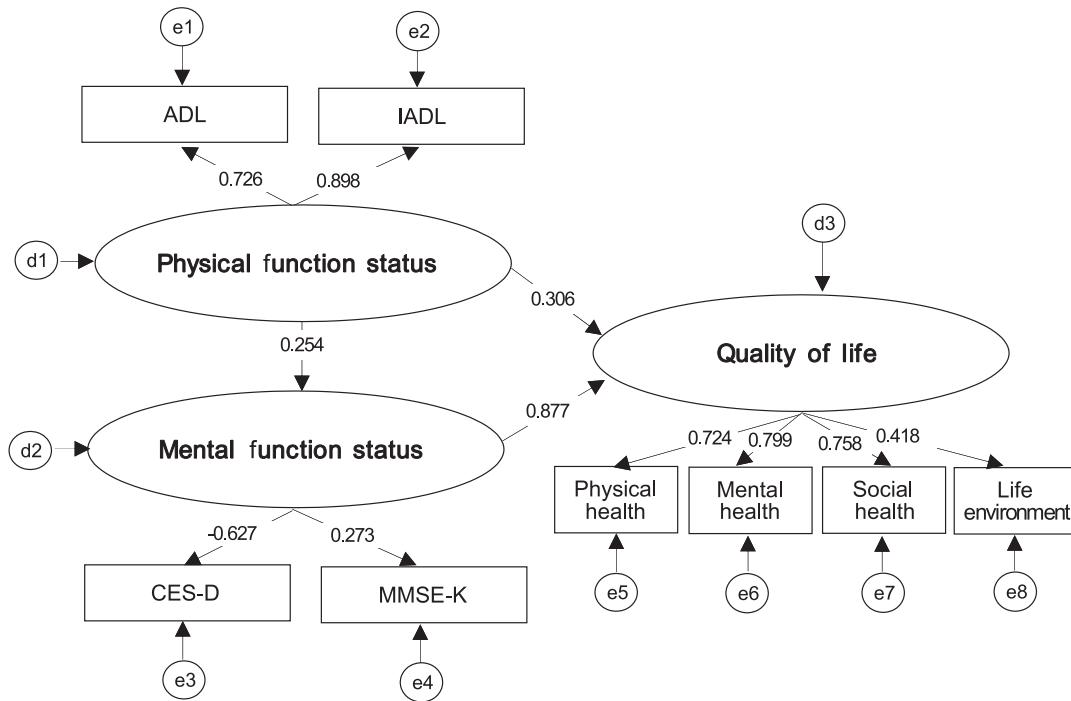 e1
e2
ADL
IADL
0.726
0.898
d1
Physical function status
d3
0.306
0.254
Quality of life
d2
Mental function status
0.877
0.724
0.799
0.758
0.418
Physical
health
Mental
health
Social
health
Life
environment
-0.627
0.273
CES-D
MMSE-K
e5
e6
e7
e8
e3
e4